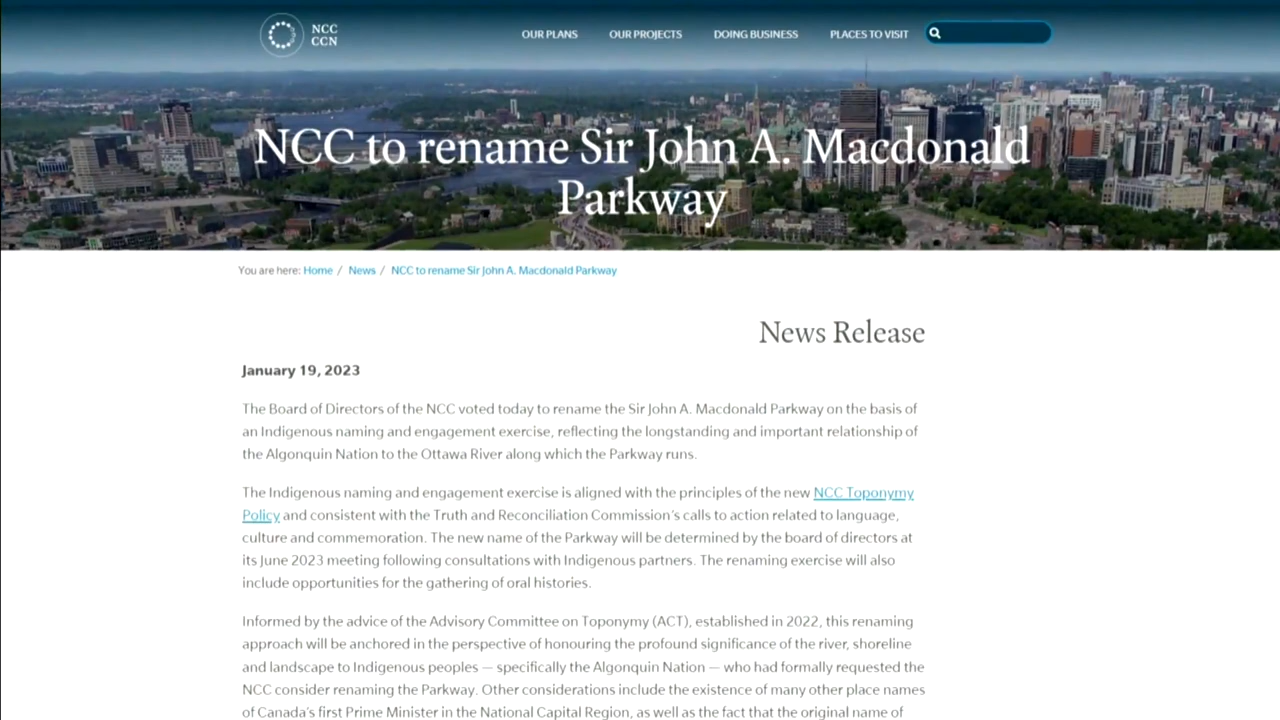 NCC
CCN
OUR PLANS OUR PROJECTS DOING BUSINESS PLACES TO VISIT
NCC to rename Sir John A. Macdonald
Parkway
You are here: Home / News / NCC to rename Sir John A. Macdonald Parkway
News Release
January 19, 2023
The Board of Directors of the NCC voted today to rename the Sir John A. Macdonald Parkway on the basis of
an Indigenous naming and engagement exercise, reflecting the longstanding and important relationship of
the Algonquin Nation to the Ottawa River along which the Parkway runs.
The Indigenous naming and engagement exercise is aligned with the principles of the new NCC Toponymy
Policy and consistent with the Truth and Reconciliation Commission's calls to action related to language,
culture and commemoration. The new name of the Parkway will be determined by the board of directors at
its June 2023 meeting following consultations with Indigenous partners. The renaming exercise will also
include opportunities for the gathering of oral histories.
Informed by the advice of the Advisory Committee on Toponymy (ACT), established in 2022, this renaming
approach will be anchored in the perspective of honouring the profound significance of the river, shoreline
and landscape to Indigenous peoples — specifically the Algonquin Nation — who had formally requested the
NCC consider renaming the Parkway. Other considerations include the existence of many other place names
of Canada's first Prime Minister in the National Capital Region, as well as the fact that the original name of